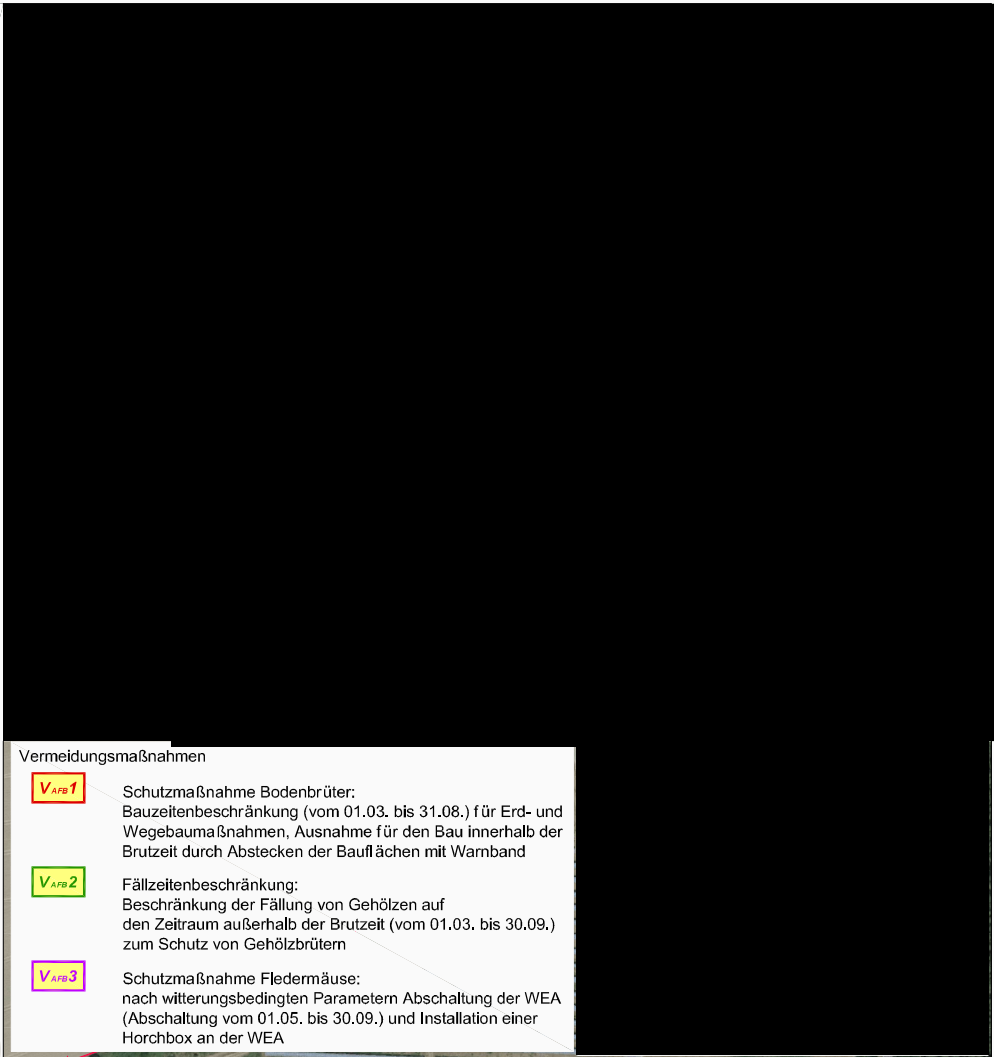 Vermeidungsmaßnahmen
VAFB1
Schutzmaßnahme Bodenbrüter:
Bauzeitenbeschränkung (vom 01.03. bis 31.08.) für Erd- und
Wegebaumaßnahmen, Ausnahme für den Bau innerhalb der
Brutzeit durch Abstecken der Bauflächen mit Warnband
VAFB2
Fällzeitenbeschränkung:
Beschränkung der Fällung von Gehölzen auf
den Zeitraum außerhalb der Brutzeit (vom 01.03. bis 30.09.)
zum Schutz von Gehölzbrütern
VAFB3
Schutzmaßnahme Fledermäuse:
nach witterungsbedingten Parametern Abschaltung der WEA
(Abschaltung vom 01.05. bis 30.09.) und Installation einer
Horchbox an der WEA